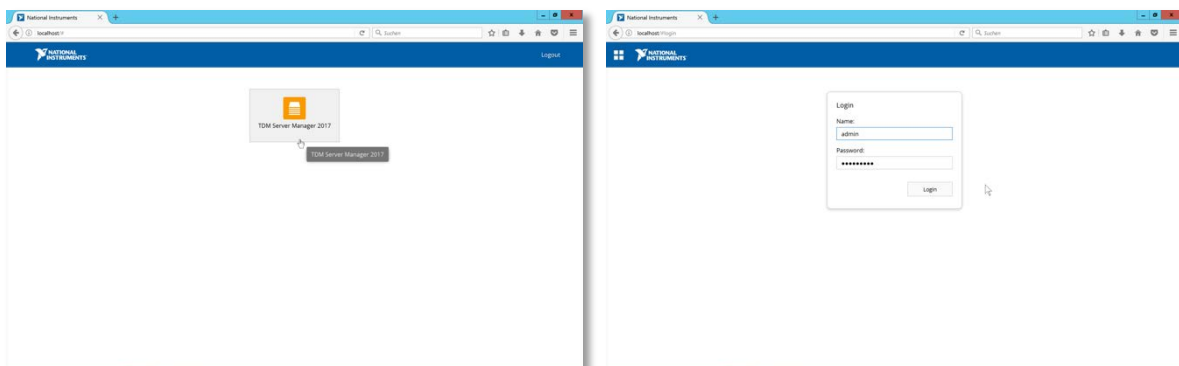 National Instruments
localhost/#
Suchen
NATIONAL
INSTRUMENTS
Logout
TDM Server Manager 2017
TDM Server Manager 2017
National Instruments
localhost/#login
Suchen
NATIONAL
INSTRUMENTS
Login
Name:
admin
Password:
Login